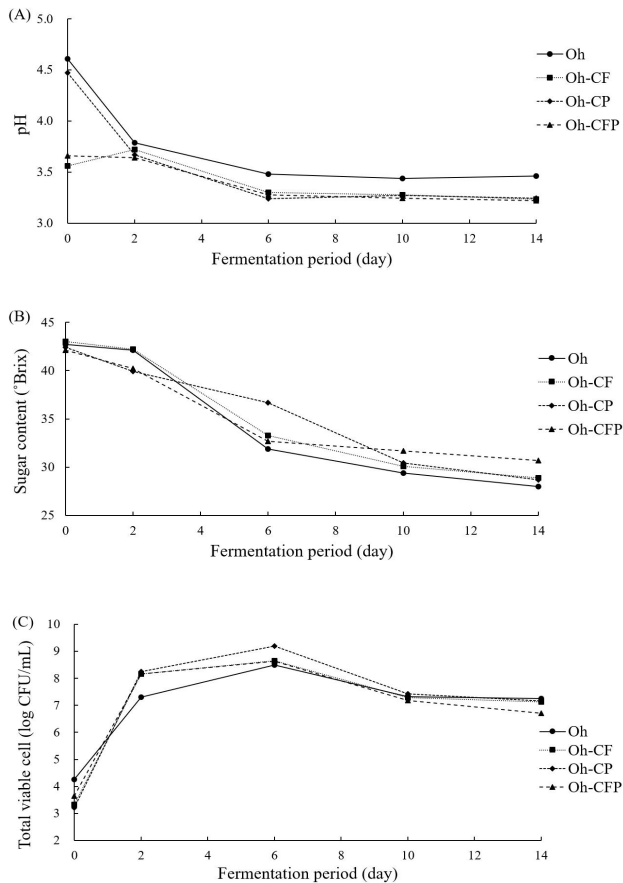 (A)
5.0
4.5
4.0
3.5
3.0
pH
0 2 4 6 8 10 12 14
Fermentation period (day)
Oh
Oh-CF
Oh-CP
Oh-CFP
(B)
45
40
35
30
25
Sugar content (˚Brix)
0 2 4 6 8 10 12 14
Fermentation period (day)
Oh
Oh-CF
Oh-CP
Oh-CFP
(C)
10
9
8
7
6
5
4
3
2
Total viable cell (log CFU/mL)
0 2 4 6 8 10 12 14
Fermentation period (day)
Oh
Oh-CF
Oh-CP
Oh-CFP